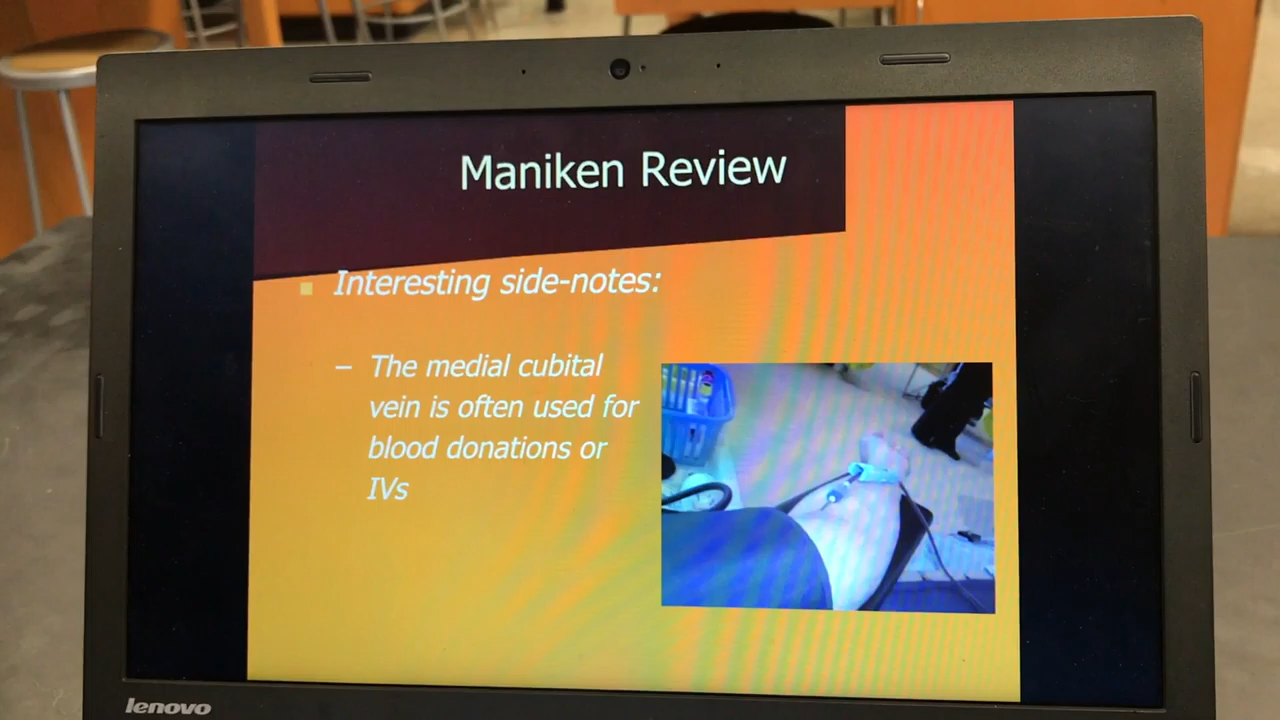 Maniken Review
Interesting side-notes:
– The medial cubital
vein is often used for
blood donations or
IVs
lenovo